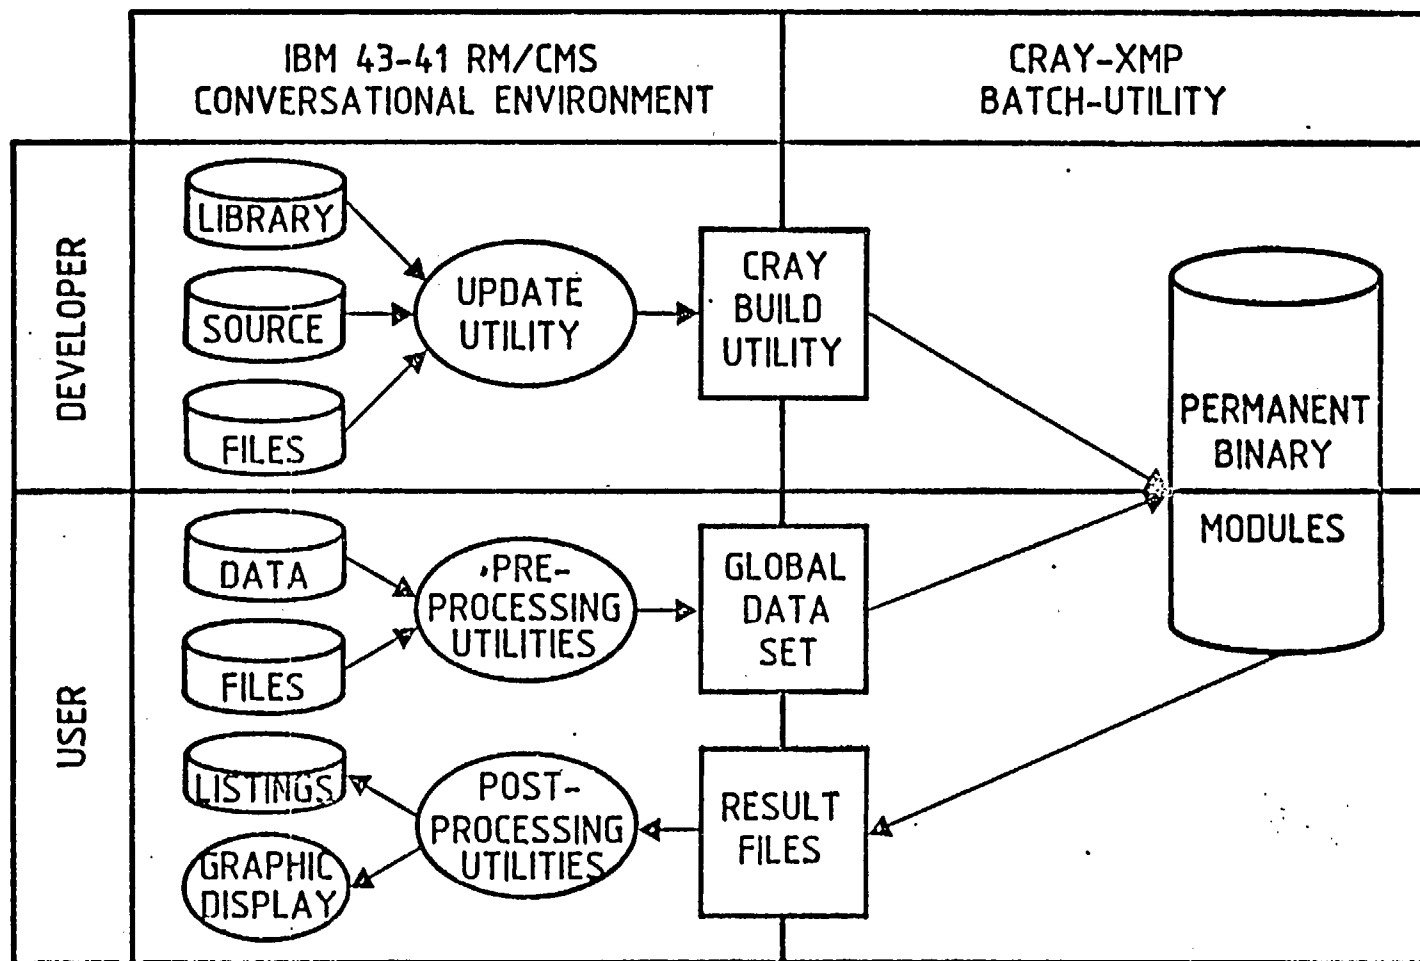 IBM 43-41 RM/CMS
CONVERSATIONAL ENVIRONMENT
CRAY-XMP
BATCH-UTILITY
DEVELOPER
LIBRARY
SOURCE
FILES
UPDATE
UTILITY
CRAY
BUILD
UTILITY
PERMANENT
BINARY
MODULES
USER
DATA
FILES
PRE-
PROCESSING
UTILITIES
GLOBAL
DATA
SET
LISTINGS
GRAPHIC
DISPLAY
POST-
PROCESSING
UTILITIES
RESULT
FILES